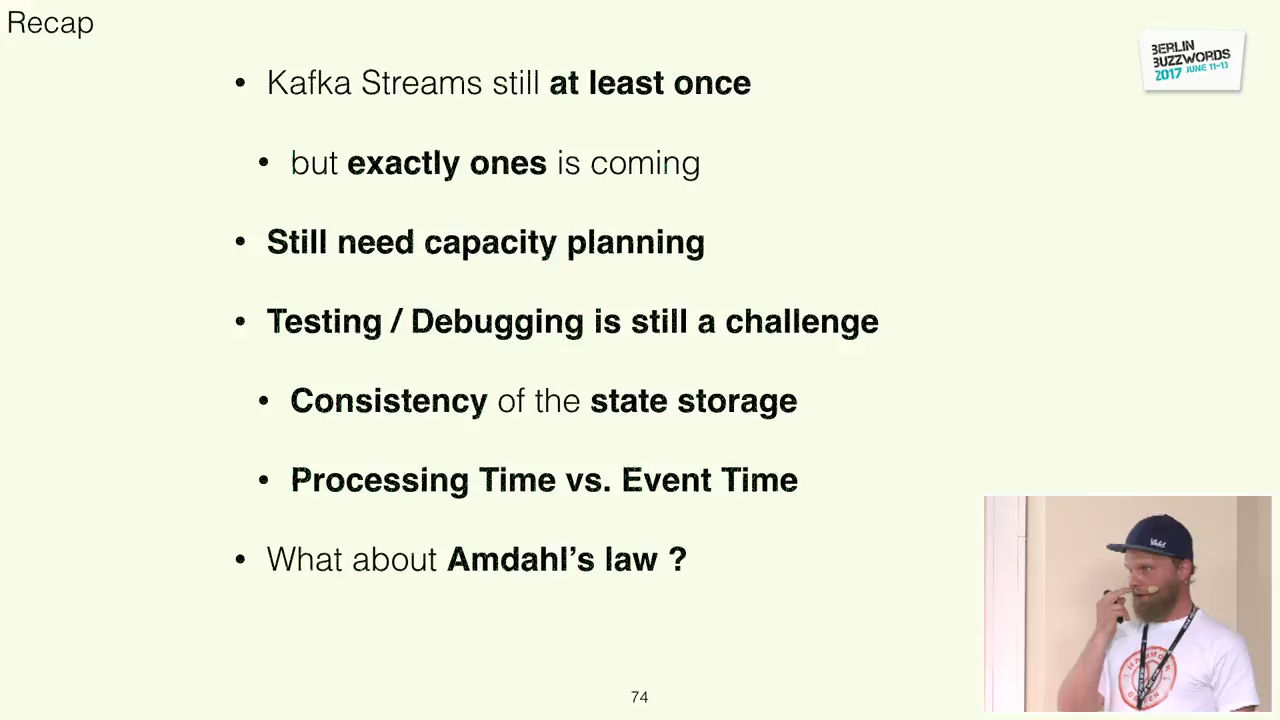 Recap
BERLIN
BUZZWORDS
2017 JUNE 11-13
• Kafka Streams still at least once
• but exactly ones is coming
• Still need capacity planning
• Testing / Debugging is still a challenge
• Consistency of the state storage
• Processing Time vs. Event Time
• What about Amdahl's law ?
74